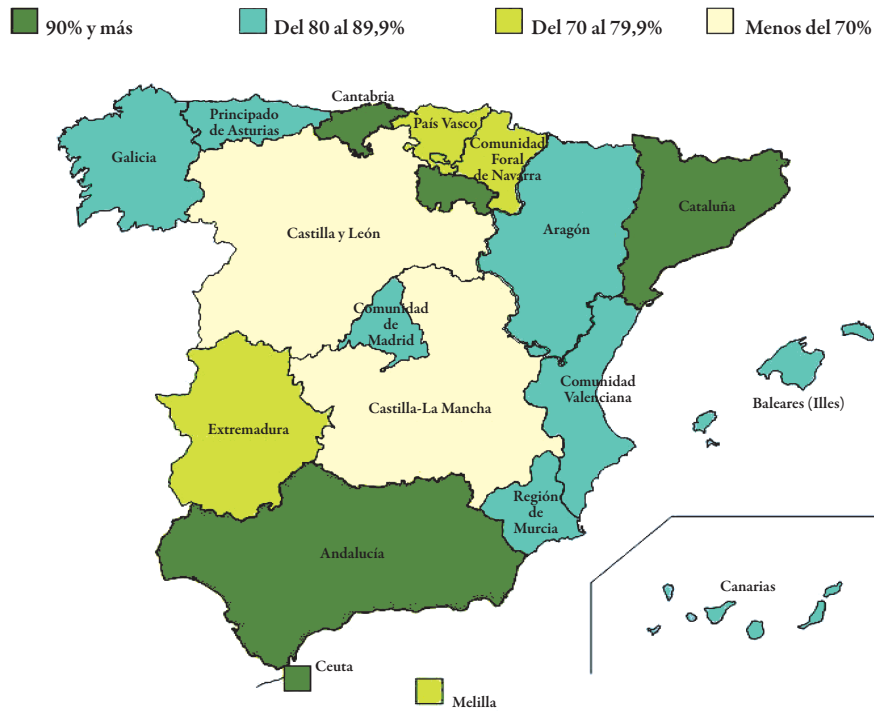 90% y más
Del 80 al 89,9%
Del 70 al 79,9%
Menos del 70%
Cantabria
Principado
de Asturias
País Vasco
Galicia
Comunidad
Foral
de Navarra
Cataluña
Castilla y León
Aragón
Comunidad
de
Madrid
Comunidad
Valenciana
Baleares (Illes)
Castilla-La Mancha
Extremadura
Región
de
Murcia
Andalucía
Canarias
Ceuta
Melilla